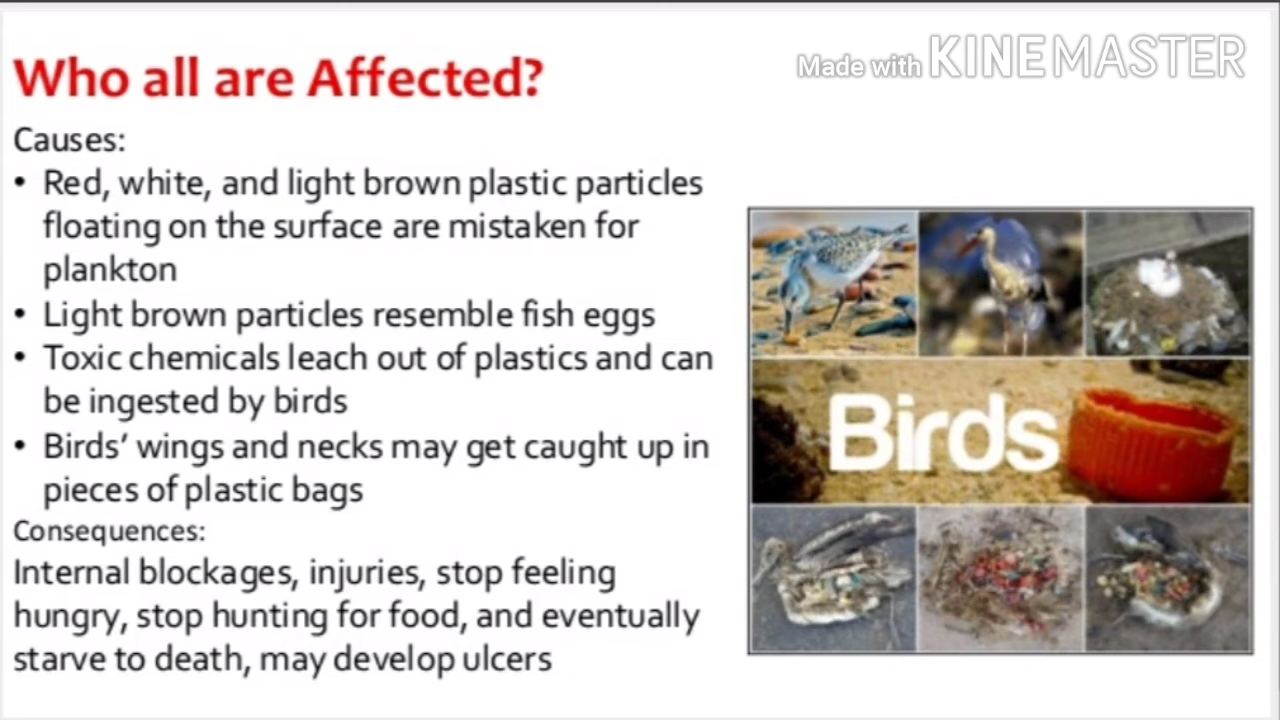 Made with KINEMASTER
Who all are Affected?
Causes:
• Red, white, and light brown plastic particles
floating on the surface are mistaken for
plankton
• Light brown particles resemble fish eggs
• Toxic chemicals leach out of plastics and can
be ingested by birds
• Birds’ wings and necks may get caught up in
pieces of plastic bags
Consequences:
Internal blockages, injuries, stop feeling
hungry, stop hunting for food, and eventually
starve to death, may develop ulcers
Birds